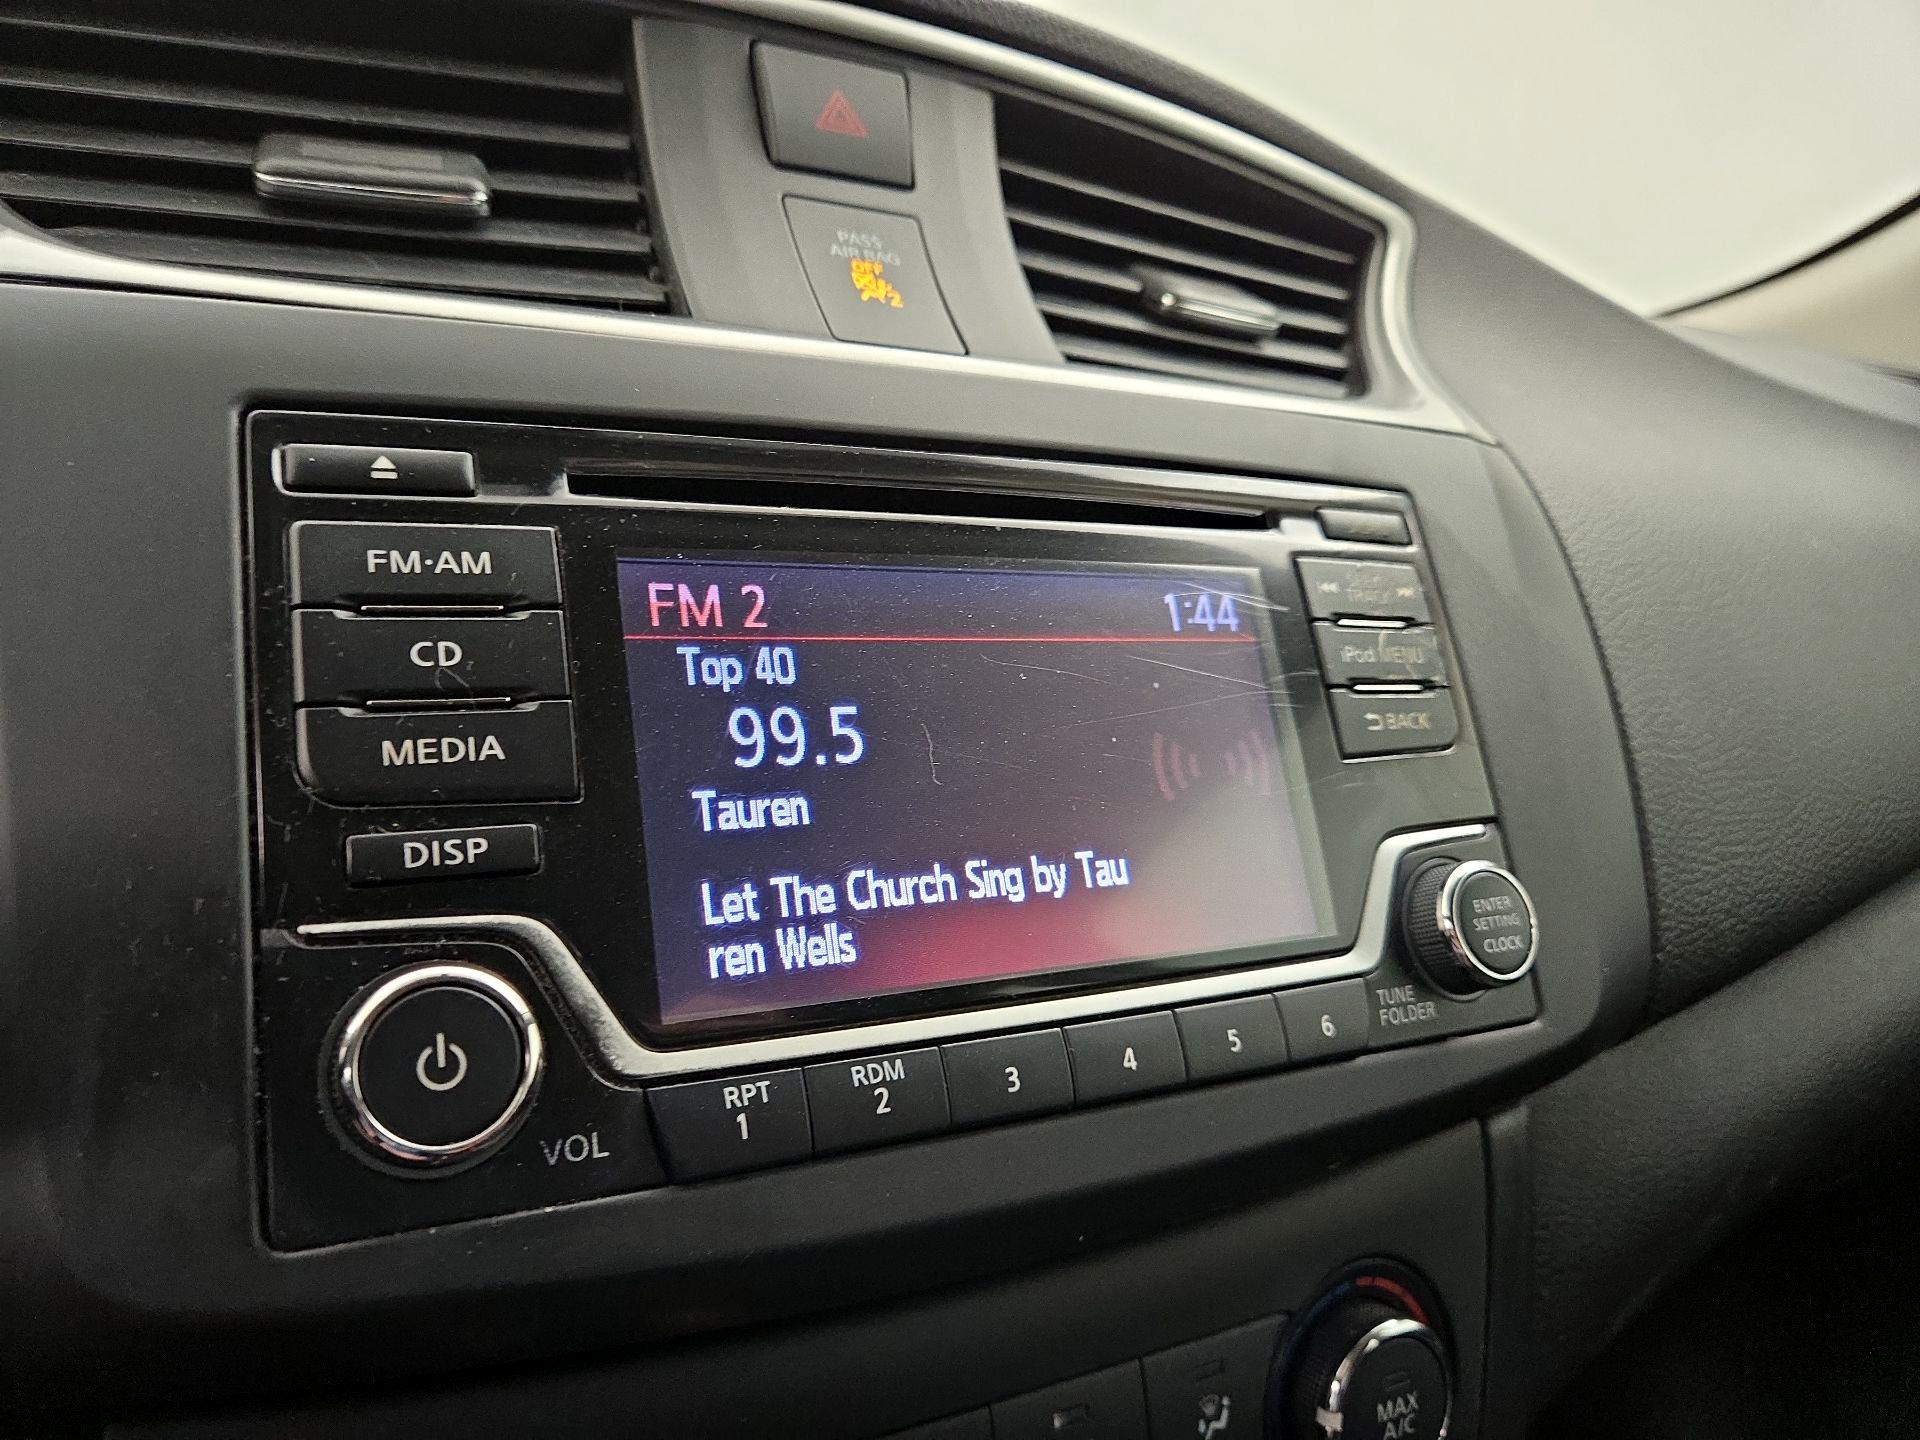 PASS
AIR BAG
OFF
2
FM·AM
CD
MEDIA
DISP
VOL
FM 2 1:44
Top 40
99.5
Tauren
Let The Church Sing by Tau
ren Wells
TRACK
iPod MENU
BACK
ENTER
SETTING
CLOCK
TUNE
FOLDER
RPT
1
RDM
2
3
4
5
6
MAX
A/C